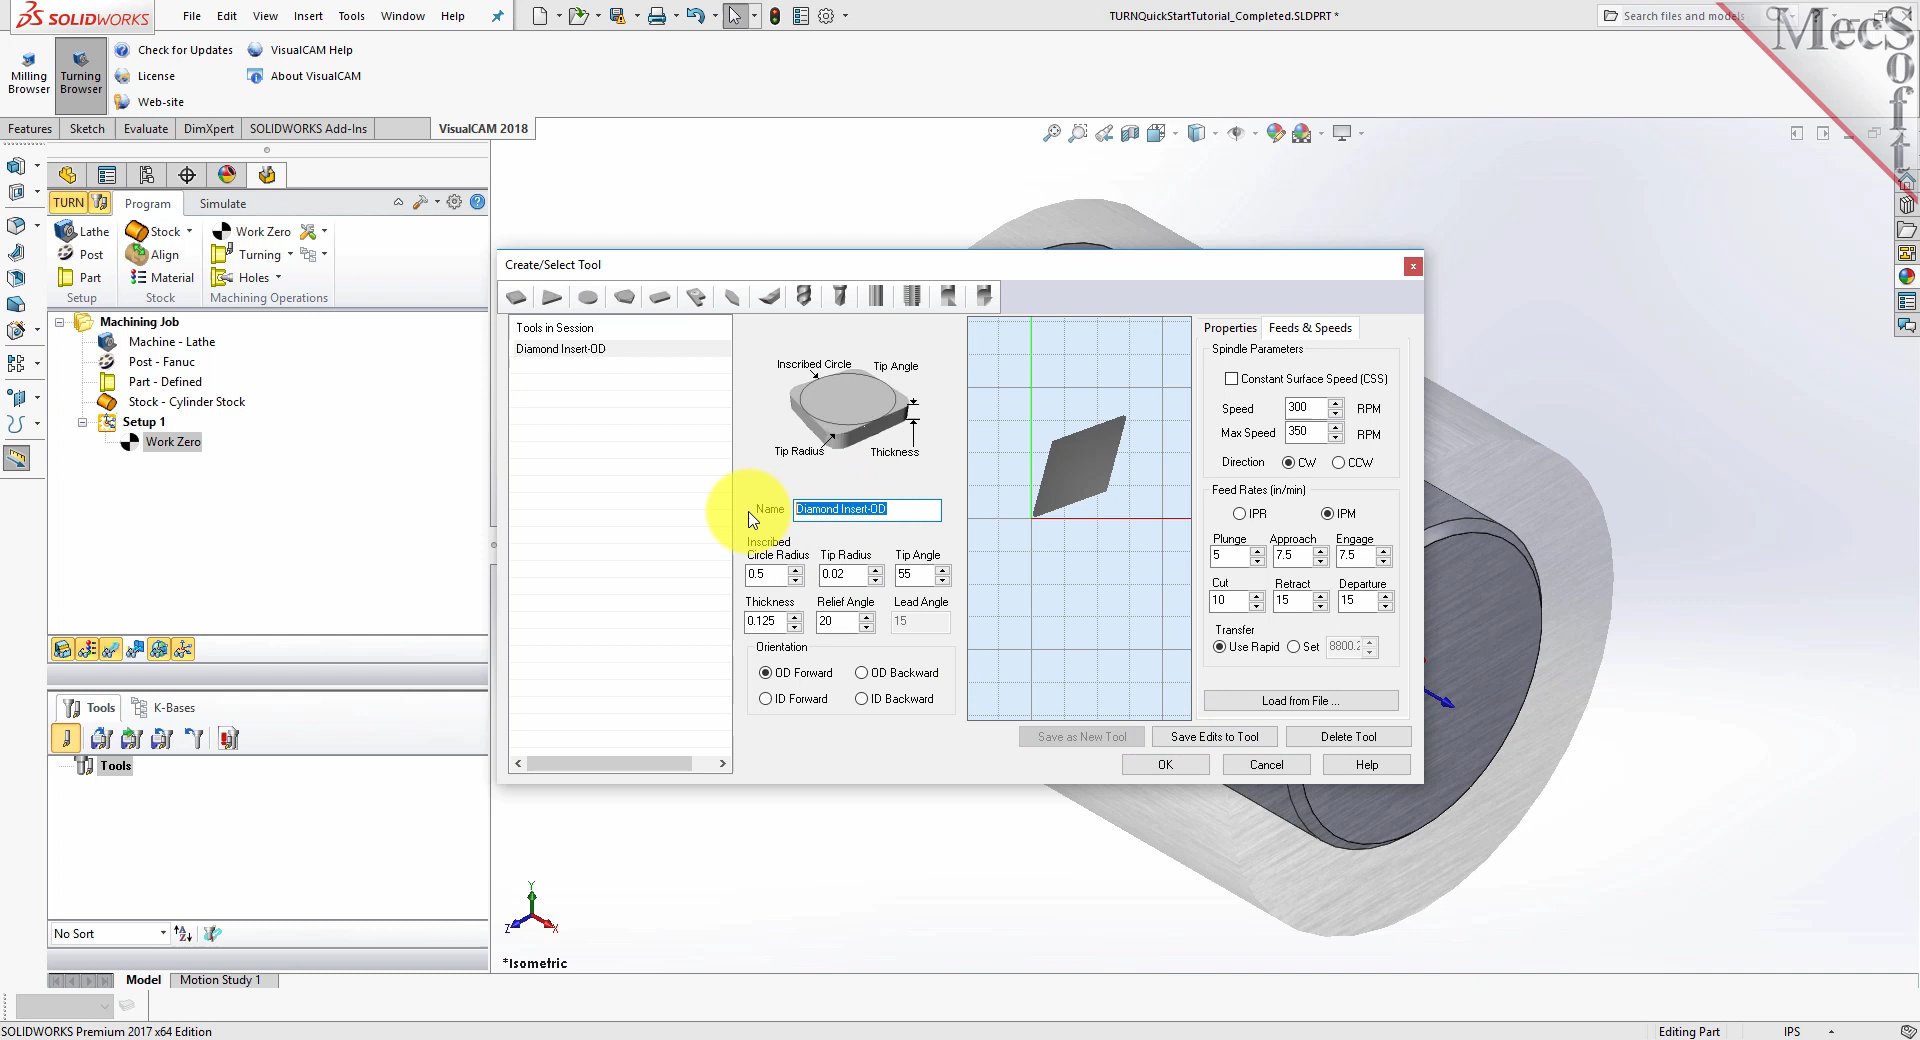 SOLIDWORKS
File Edit View Insert Tools Window Help
TURNQuickStartTutorial_Completed.SLDPRT *
Search files and models
MecSoft
Milling Browser
Turning Browser
Check for Updates
VisualCAM Help
License
About VisualCAM
Web-site
Features Sketch Evaluate DimXpert SOLIDWORKS Add-Ins VisualCAM 2018
TURN Program Simulate
Lathe Stock Work Zero
Post Align Turning
Part Material Holes
Setup Stock Machining Operations
Machining Job
Machine - Lathe
Post - Fanuc
Part - Defined
Stock - Cylinder Stock
Setup 1
Work Zero
Tools K-Bases
Tools
No Sort
Model Motion Study 1
SOLIDWORKS Premium 2017 x64 Edition
Editing Part
IPS
Create/Select Tool
x
Tools in Session
Diamond Insert-OD
Inscribed Circle
Tip Angle
Tip Radius
Thickness
Name Diamond Insert-OD
Inscribed
Circle Radius Tip Radius Tip Angle
0.5 0.02 55
Thickness Relief Angle Lead Angle
0.125 20 15
Orientation
OD Forward OD Backward
ID Forward ID Backward
Properties Feeds & Speeds
Spindle Parameters
Constant Surface Speed (CSS)
Speed 300 RPM
Max Speed 350 RPM
Direction CW CCW
Feed Rates (in/min)
IPR IPM
Plunge Approach Engage
5 7.5 7.5
Cut Retract Departure
10 15 15
Transfer
Use Rapid Set 8800.
Load from File ...
Save as New Tool Save Edits to Tool Delete Tool
OK Cancel Help
Y
Z X
*Isometric